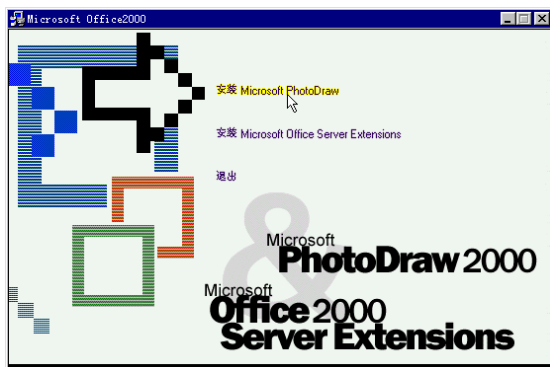 Microsoft Office2000
安装 Microsoft PhotoDraw
安装 Microsoft Office Server Extensions
退出
&
Microsoft
PhotoDraw 2000
Microsoft
Office 2000
Server Extensions